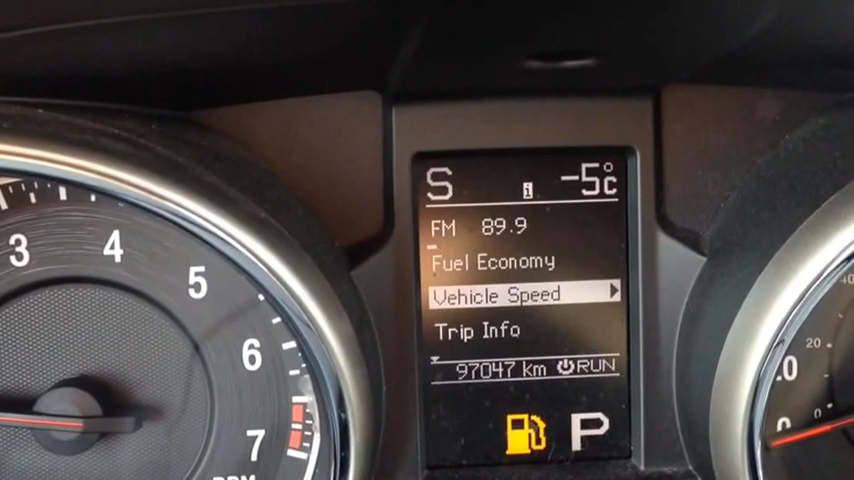 S i -5°C
FM 89.9
Fuel Economy
Vehicle Speed
Trip Info
97047 km RUN
P
3
4
5
6
7
RPM
20
0